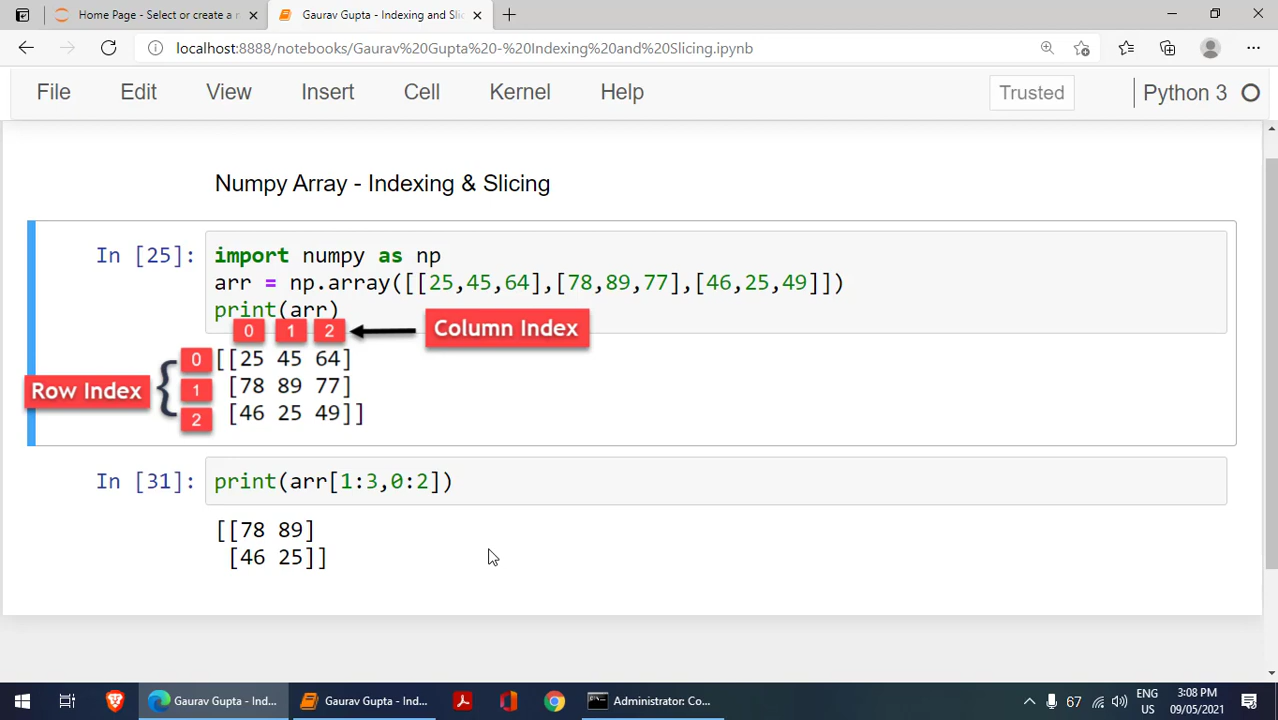 Home Page - Select or create a n
Gaurav Gupta - Indexing and Slic
localhost:8888/notebooks/Gaurav%20Gupta%20-%20Indexing%20and%20Slicing.ipynb
File Edit View Insert Cell Kernel Help Trusted Python 3
Numpy Array - Indexing & Slicing
In [25]: import numpy as np
arr = np.array([[25,45,64],[78,89,77],[46,25,49]])
print(arr)
0 1 2 Column Index
0 [[25 45 64]
Row Index 1 [78 89 77]
2 [46 25 49]]
In [31]: print(arr[1:3,0:2])
[[78 89]
[46 25]]
Gaurav Gupta - Ind...
Gaurav Gupta - Ind...
Administrator: Co...
67
ENG
US
3:08 PM
09/05/2021